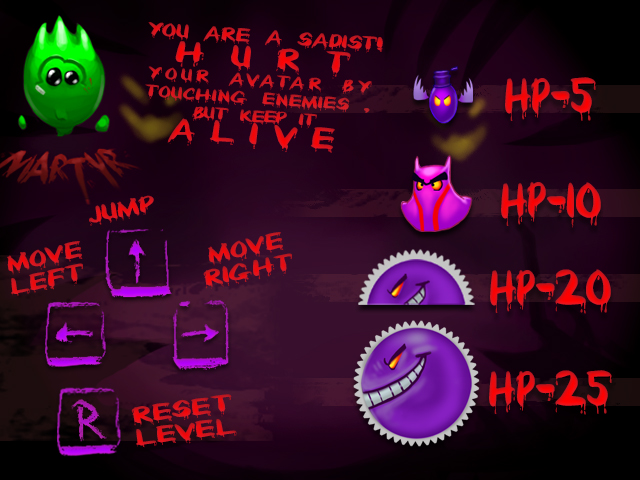 YOU ARE A SADIST!
HURT
YOUR AVATAR BY
TOUCHING ENEMIES,
BUT KEEP IT
ALIVE
MARTYR
HP-5
HP-10
HP-20
HP-25
JUMP
MOVE
LEFT
MOVE
RIGHT
R
RESET
LEVEL